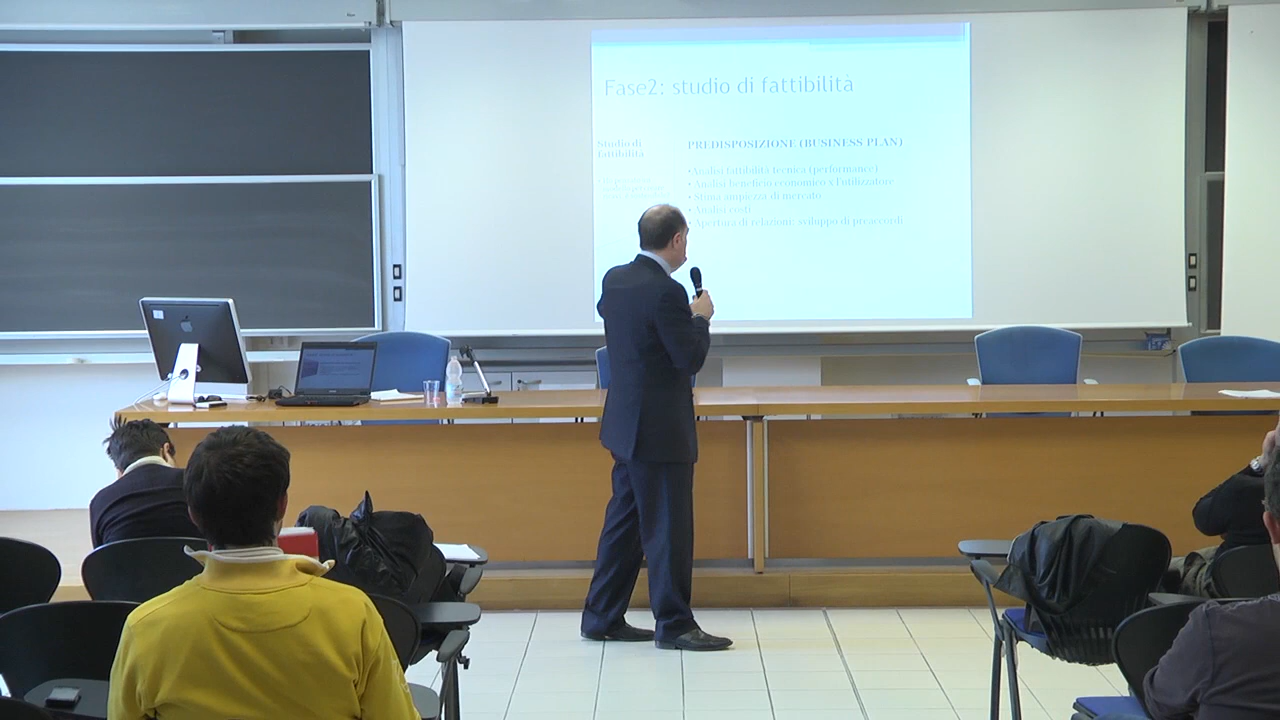 Fase2: studio di fattibilità
Studio di
fattibilità
PREDISPOSIZIONE (BUSINESS PLAN)
• Analisi fattibilità tecnica (performance)
• Analisi beneficio economico x l'utilizzatore
• Stima ampiezza di mercato
• Analisi costi
• Apertura di relazioni: sviluppo di preaccordi